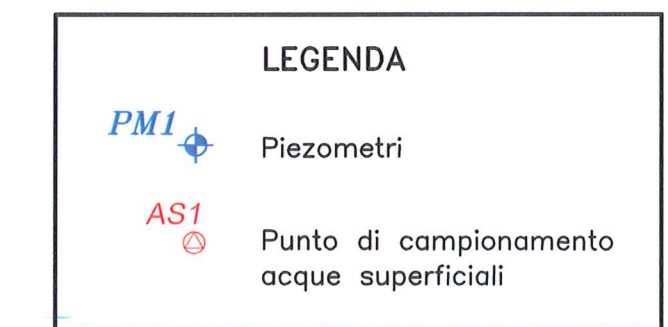 LEGENDA
PM1
Piezometri
AS1
Punto di campionamento
acque superficiali